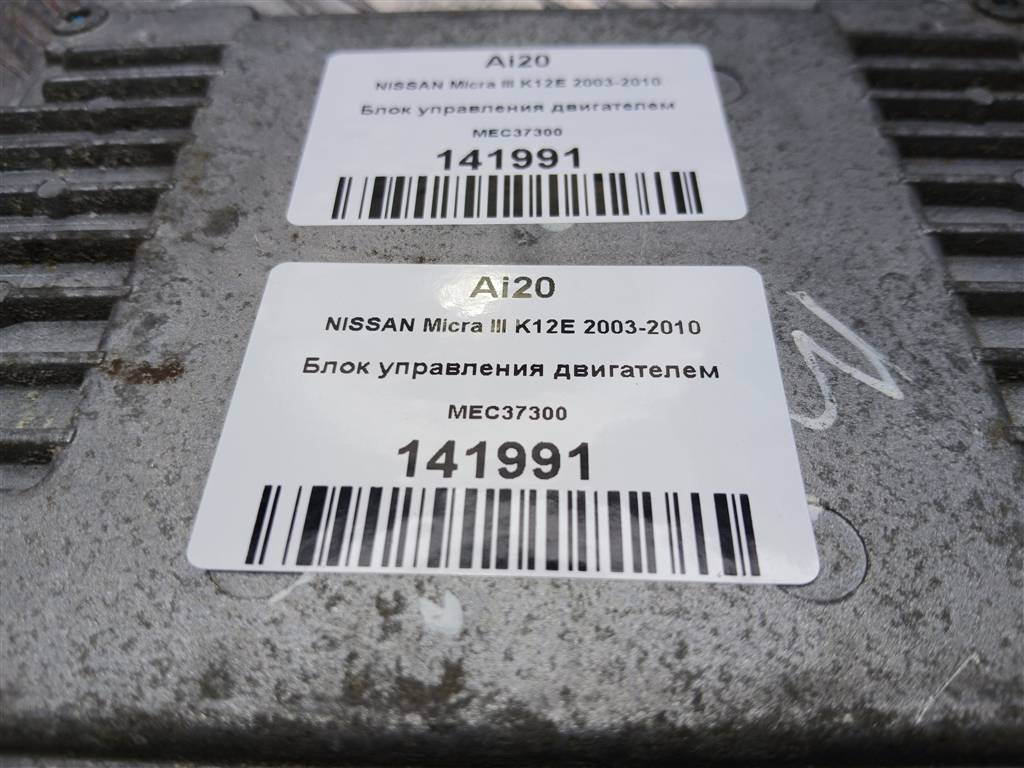 Ai20
NISSAN Micra III K12E 2003-2010
Блок управления двигателем
MEC37300
141991
Ai20
NISSAN Micra III K12E 2003-2010
Блок управления двигателем
MEC37300
141991